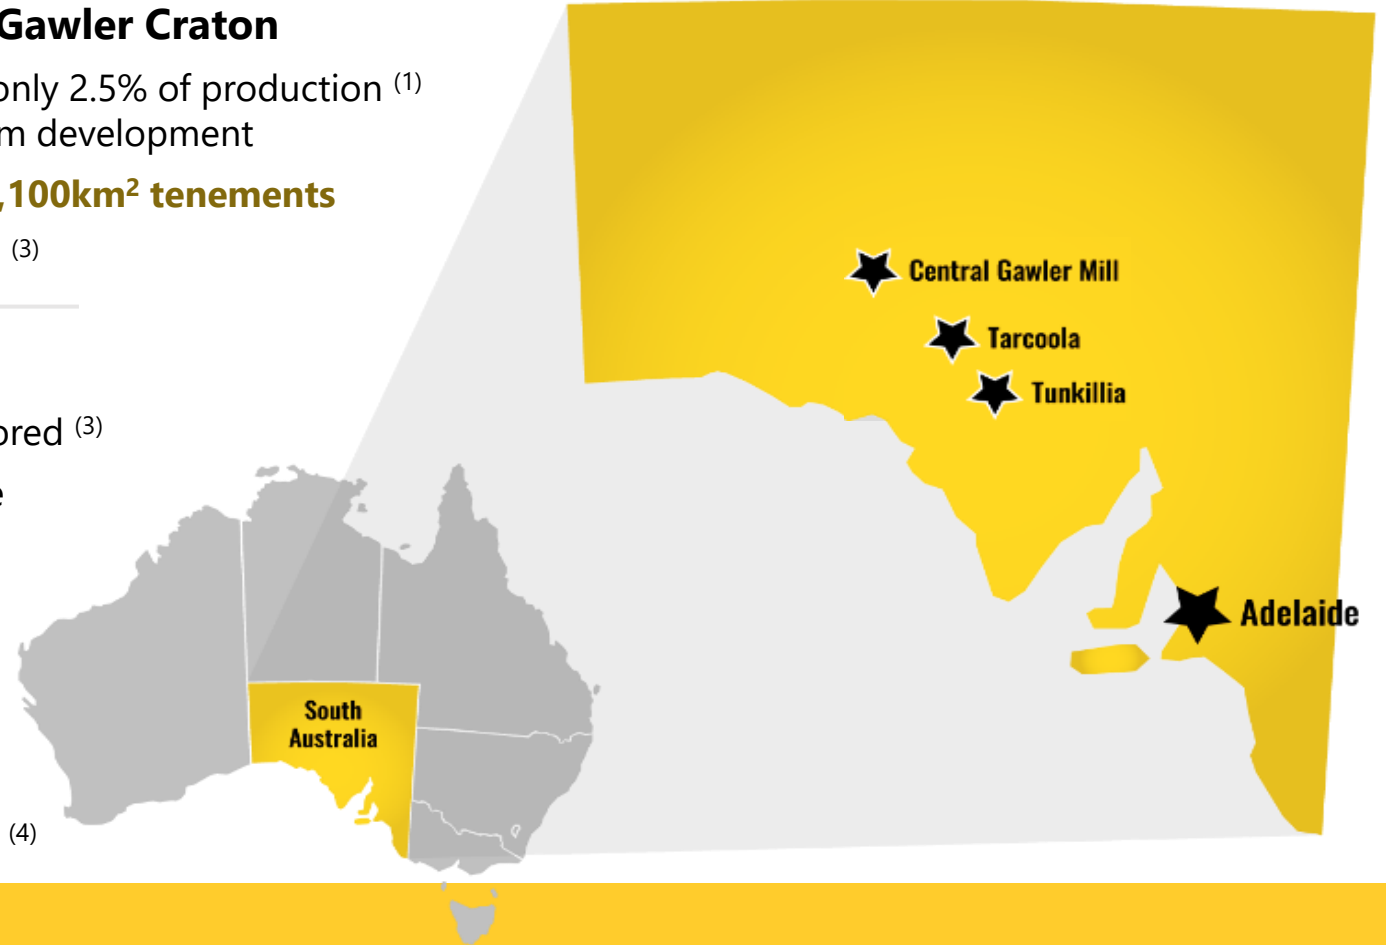 Gawler Craton
only 2.5% of production (1)
m development
,100km² tenements
(3)
ored (3)
e
(4)
Central Gawler Mill
Tarcoola
Tunkillia
Adelaide
South
Australia